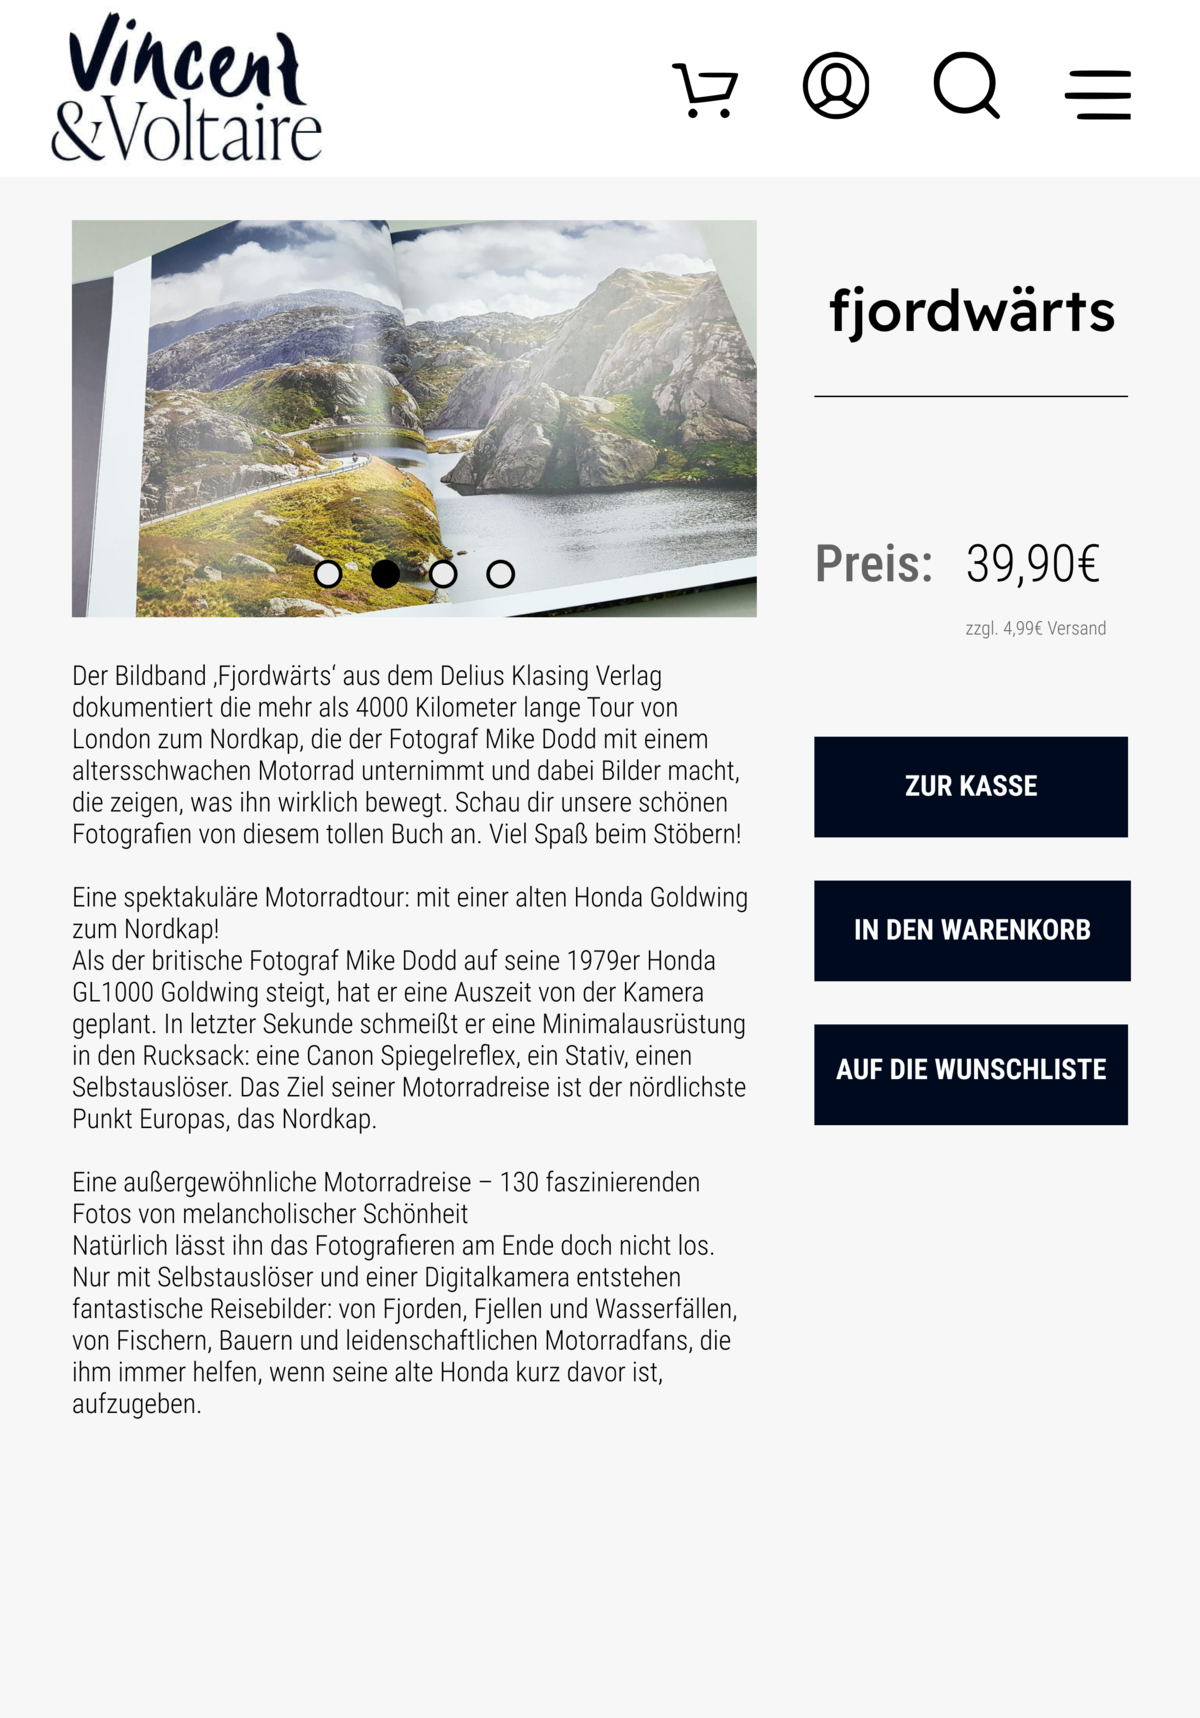 Vincent
&Voltaire
fjordwärts
Preis: 39,90€
zzgl. 4,99€ Versand
ZUR KASSE
IN DEN WARENKORB
AUF DIE WUNSCHLISTE
Der Bildband ‚Fjordwärts‘ aus dem Delius Klasing Verlag
dokumentiert die mehr als 4000 Kilometer lange Tour von
London zum Nordkap, die der Fotograf Mike Dodd mit einem
altersschwachen Motorrad unternimmt und dabei Bilder macht,
die zeigen, was ihn wirklich bewegt. Schau dir unsere schönen
Fotografien von diesem tollen Buch an. Viel Spaß beim Stöbern!
Eine spektakuläre Motorradtour: mit einer alten Honda Goldwing
zum Nordkap!
Als der britische Fotograf Mike Dodd auf seine 1979er Honda
GL1000 Goldwing steigt, hat er eine Auszeit von der Kamera
geplant. In letzter Sekunde schmeißt er eine Minimalausrüstung
in den Rucksack: eine Canon Spiegelreflex, ein Stativ, einen
Selbstauslöser. Das Ziel seiner Motorradreise ist der nördlichste
Punkt Europas, das Nordkap.
Eine außergewöhnliche Motorradreise – 130 faszinierenden
Fotos von melancholischer Schönheit
Natürlich lässt ihn das Fotografieren am Ende doch nicht los.
Nur mit Selbstauslöser und einer Digitalkamera entstehen
fantastische Reisebilder: von Fjorden, Fjellen und Wasserfällen,
von Fischern, Bauern und leidenschaftlichen Motorradfans, die
ihm immer helfen, wenn seine alte Honda kurz davor ist,
aufzugeben.